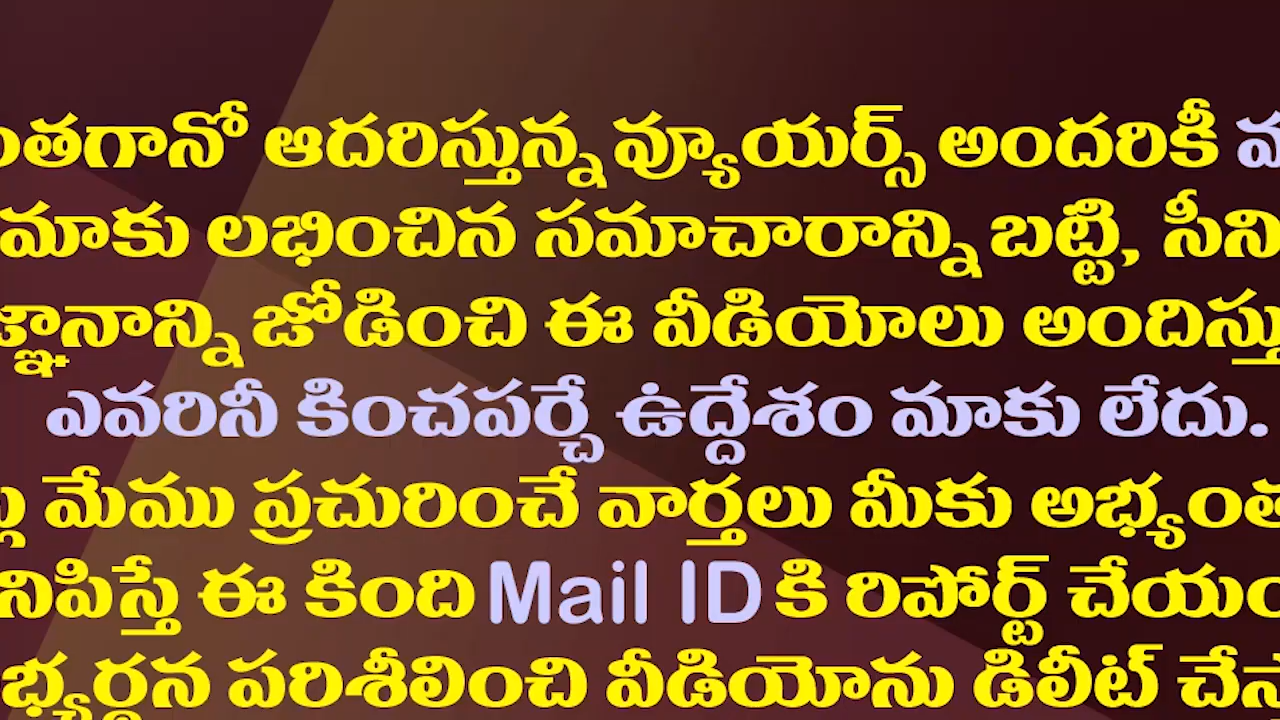 ంతగానో ఆదరిస్తున్న వ్యూయర్స్ అందరికీ
మాకు లభించిన సమాచారాన్ని బట్టి, సీని
జ్ఞానాన్ని జోడించి ఈ వీడియోలు అందిస్తు
ఎవరినీ కించపర్చే ఉద్దేశం మాకు లేదు.
మేము ప్రచురించే వార్తలు మీకు అభ్యంత
నిపిస్తే ఈ కింది Mail ID కి రిపోర్ట్ చేయం
భ్యర్థన పరిశీలించి వీడియోను డిలీట్ చేస